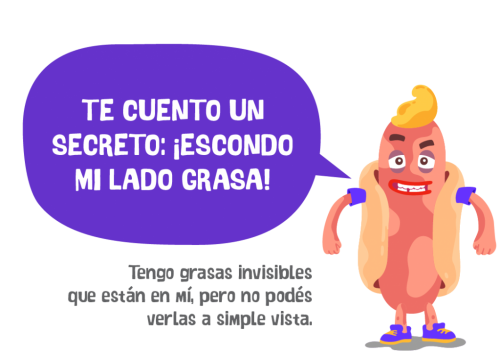 TE CUENTO UN
SECRETO: ¡ESCONDO
MI LADO GRASA!
Tengo grasas invisibles
que están en mí, pero no podés
verlas a simple vista.